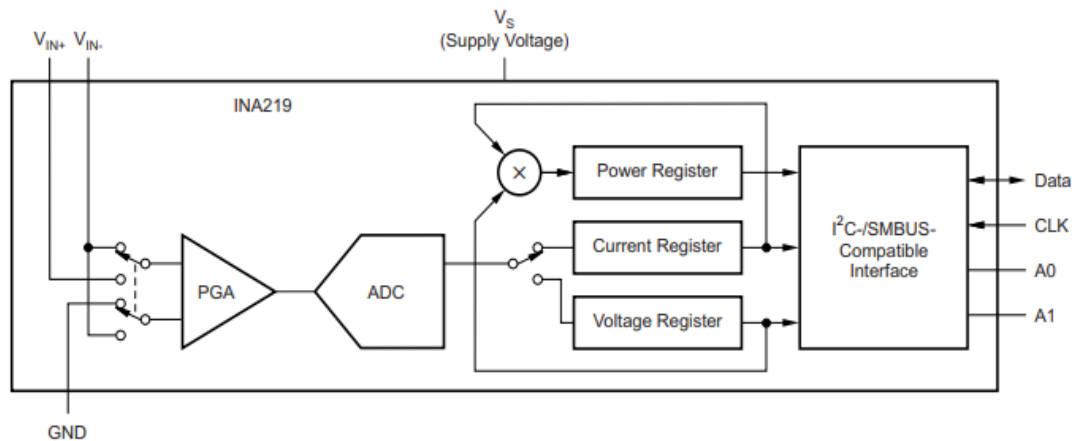 V_S
(Supply Voltage)
V_IN+ V_IN-
INA219
Power Register
×
Data
I²C-/SMBUS-
Compatible
Interface
CLK
Current Register
A0
PGA
ADC
Voltage Register
A1
GND